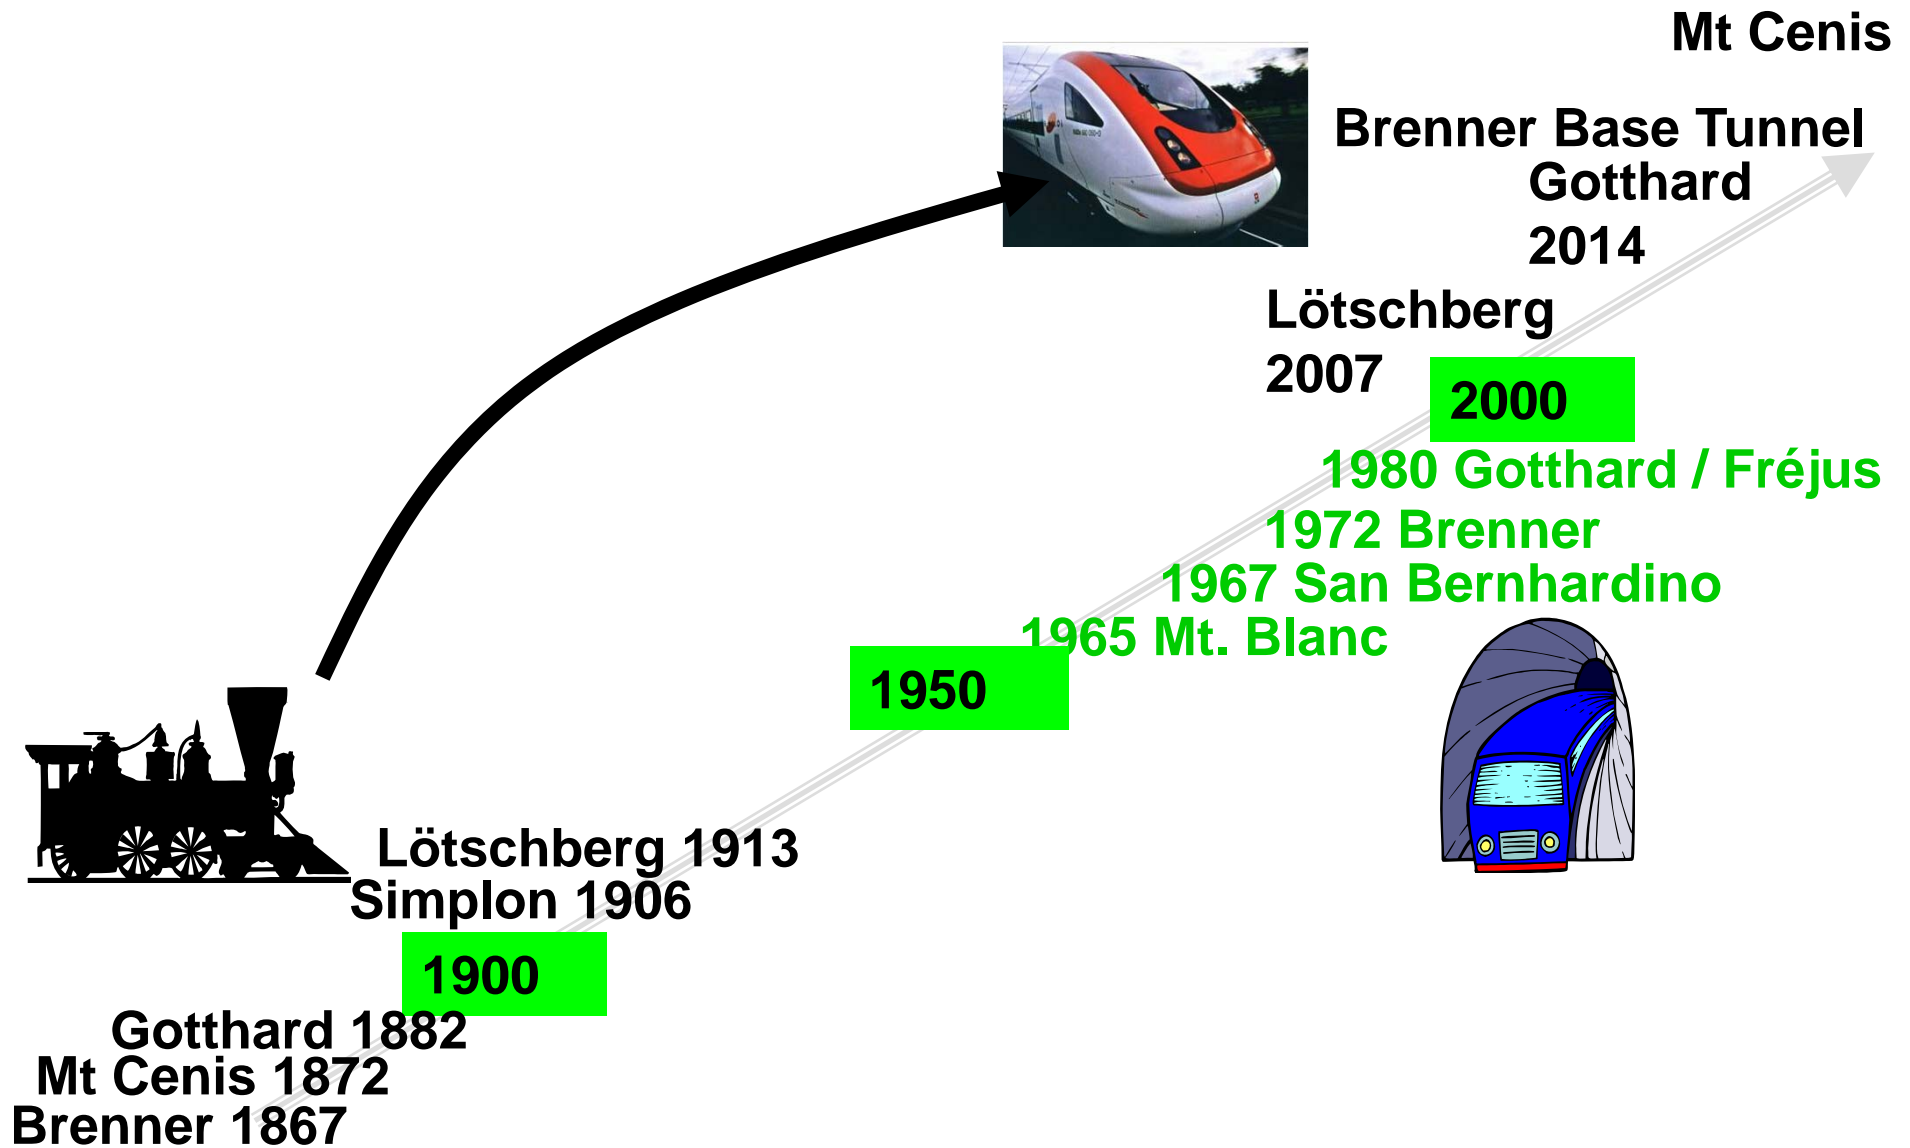 Mt Cenis
Brenner Base Tunnel
Gotthard
2014
Lötschberg
2007
2000
1980 Gotthard / Fréjus
1972 Brenner
1967 San Bernhardino
1965 Mt. Blanc
1950
Lötschberg 1913
Simplon 1906
1900
Gotthard 1882
Mt Cenis 1872
Brenner 1867